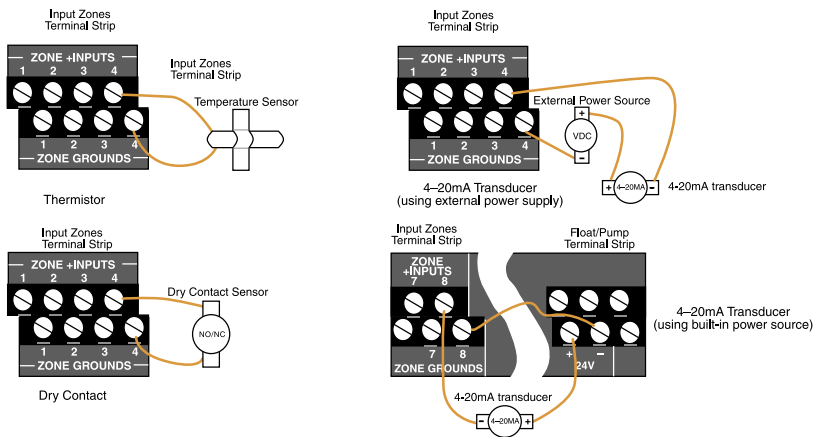 Input Zones
Terminal Strip
ZONE +INPUTS
1 2 3 4
1 2 3 4
ZONE GROUNDS
Input Zones
Terminal Strip
Temperature Sensor
Thermistor
Input Zones
Terminal Strip
ZONE +INPUTS
1 2 3 4
1 2 3 4
ZONE GROUNDS
External Power Source
+
VDC
–
+ 4–20MA –
4-20mA transducer
4–20mA Transducer
(using external power supply)
Input Zones
Terminal Strip
ZONE +INPUTS
1 2 3 4
1 2 3 4
ZONE GROUNDS
Dry Contact Sensor
NO/NC
Dry Contact
Input Zones
Terminal Strip
ZONE
+INPUTS
7 8
7 8
ZONE GROUNDS
Float/Pump
Terminal Strip
+ –
24V
4–20mA Transducer
(using built-in power source)
4-20mA transducer
– 4–20MA +